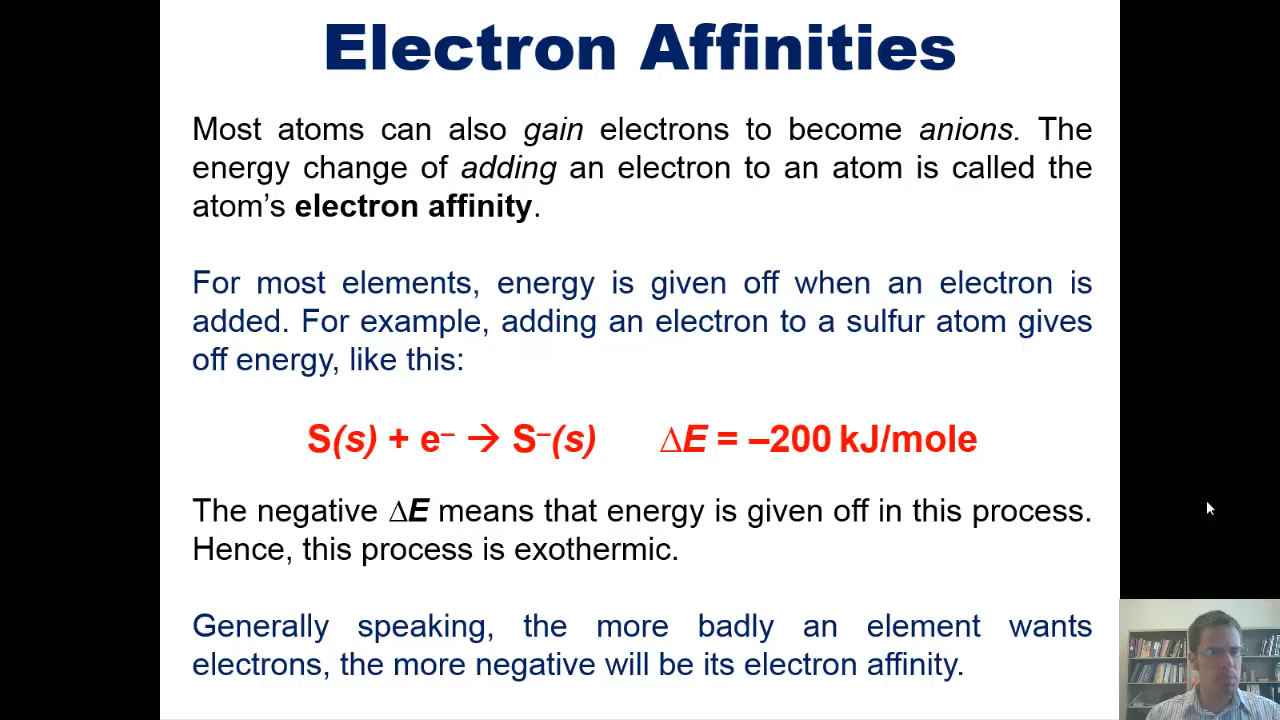 Electron Affinities
Most atoms can also gain electrons to become anions. The
energy change of adding an electron to an atom is called the
atom’s electron affinity.
For most elements, energy is given off when an electron is
added. For example, adding an electron to a sulfur atom gives
off energy, like this:
S(s) + e⁻ → S⁻(s) ΔE = –200 kJ/mole
The negative ΔE means that energy is given off in this process.
Hence, this process is exothermic.
Generally speaking, the more badly an element wants
electrons, the more negative will be its electron affinity.